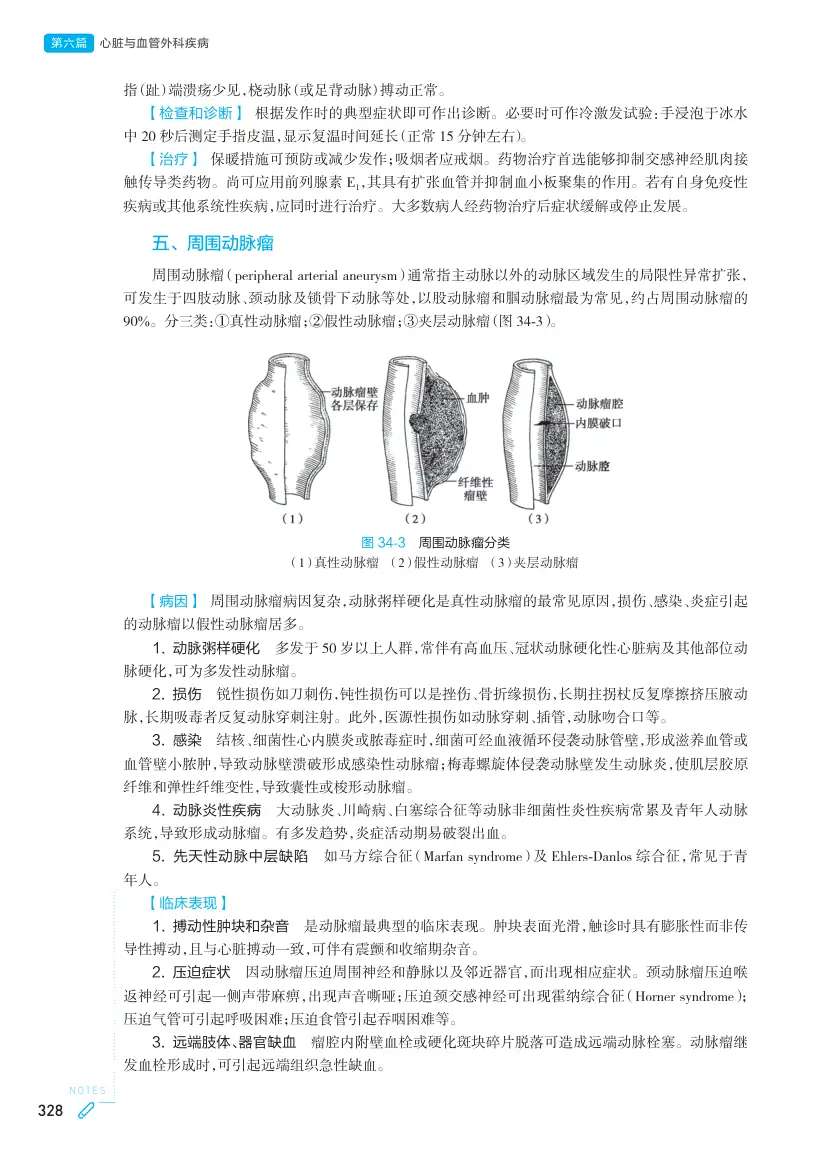 第六篇 心脏与血管外科疾病
指(趾)端溃疡少见,桡动脉(或足背动脉)搏动正常。
【检查和诊断】 根据发作时的典型症状即可作出诊断。必要时可作冷激发试验:手浸泡于冰水
中 20 秒后测定手指皮温,显示复温时间延长(正常 15 分钟左右)。
【治疗】 保暖措施可预防或减少发作;吸烟者应戒烟。药物治疗首选能够抑制交感神经肌肉接
触传导类药物。尚可应用前列腺素 E₁,其具有扩张血管并抑制血小板聚集的作用。若有自身免疫性
疾病或其他系统性疾病,应同时进行治疗。大多数病人经药物治疗后症状缓解或停止发展。
五、周围动脉瘤
周围动脉瘤(peripheral arterial aneurysm)通常指主动脉以外的动脉区域发生的局限性异常扩张,
可发生于四肢动脉、颈动脉及锁骨下动脉等处,以股动脉瘤和腘动脉瘤最为常见,约占周围动脉瘤的
90%。分三类:①真性动脉瘤;②假性动脉瘤;③夹层动脉瘤(图 34-3)。
动脉瘤壁
各层保存
血肿
纤维性
瘤壁
动脉瘤腔
内膜破口
动脉腔
(1)
(2)
(3)
图 34-3 周围动脉瘤分类
(1)真性动脉瘤 (2)假性动脉瘤 (3)夹层动脉瘤
【病因】 周围动脉瘤病因复杂,动脉粥样硬化是真性动脉瘤的最常见原因,损伤、感染、炎症引起
的动脉瘤以假性动脉瘤居多。
1. 动脉粥样硬化 多发于 50 岁以上人群,常伴有高血压、冠状动脉硬化性心脏病及其他部位动
脉硬化,可为多发性动脉瘤。
2. 损伤 锐性损伤如刀刺伤,钝性损伤可以是挫伤、骨折缘损伤,长期拄拐杖反复摩擦挤压腋动
脉,长期吸毒者反复动脉穿刺注射。此外,医源性损伤如动脉穿刺、插管,动脉吻合口等。
3. 感染 结核、细菌性心内膜炎或脓毒症时,细菌可经血液循环侵袭动脉管壁,形成滋养血管或
血管壁小脓肿,导致动脉壁溃破形成感染性动脉瘤;梅毒螺旋体侵袭动脉壁发生动脉炎,使肌层胶原
纤维和弹性纤维变性,导致囊性或梭形动脉瘤。
4. 动脉炎性疾病 大动脉炎、川崎病、白塞综合征等动脉非细菌性炎性疾病常累及青年人动脉
系统,导致形成动脉瘤。有多发趋势,炎症活动期易破裂出血。
5. 先天性动脉中层缺陷 如马方综合征(Marfan syndrome)及 Ehlers-Danlos 综合征,常见于青
年人。
【临床表现】
1. 搏动性肿块和杂音 是动脉瘤最典型的临床表现。肿块表面光滑,触诊时具有膨胀性而非传
导性搏动,且与心脏搏动一致,可伴有震颤和收缩期杂音。
2. 压迫症状 因动脉瘤压迫周围神经和静脉以及邻近器官,而出现相应症状。颈动脉瘤压迫喉
返神经可引起一侧声带麻痹,出现声音嘶哑;压迫颈交感神经可出现霍纳综合征(Horner syndrome);
压迫气管可引起呼吸困难;压迫食管引起吞咽困难等。
3. 远端肢体、器官缺血 瘤腔内附壁血栓或硬化斑块碎片脱落可造成远端动脉栓塞。动脉瘤继
发血栓形成时,可引起远端组织急性缺血。
NOTES
328